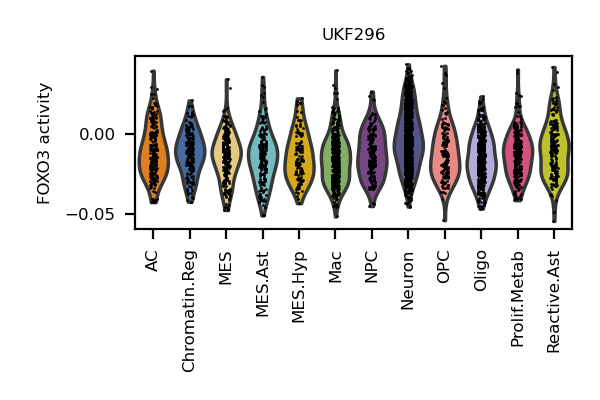 UKF296
FOXO3 activity
0.00
−0.05
AC
Chromatin.Reg
MES
MES.Ast
MES.Hyp
Mac
NPC
Neuron
OPC
Oligo
Prolif.Metab
Reactive.Ast